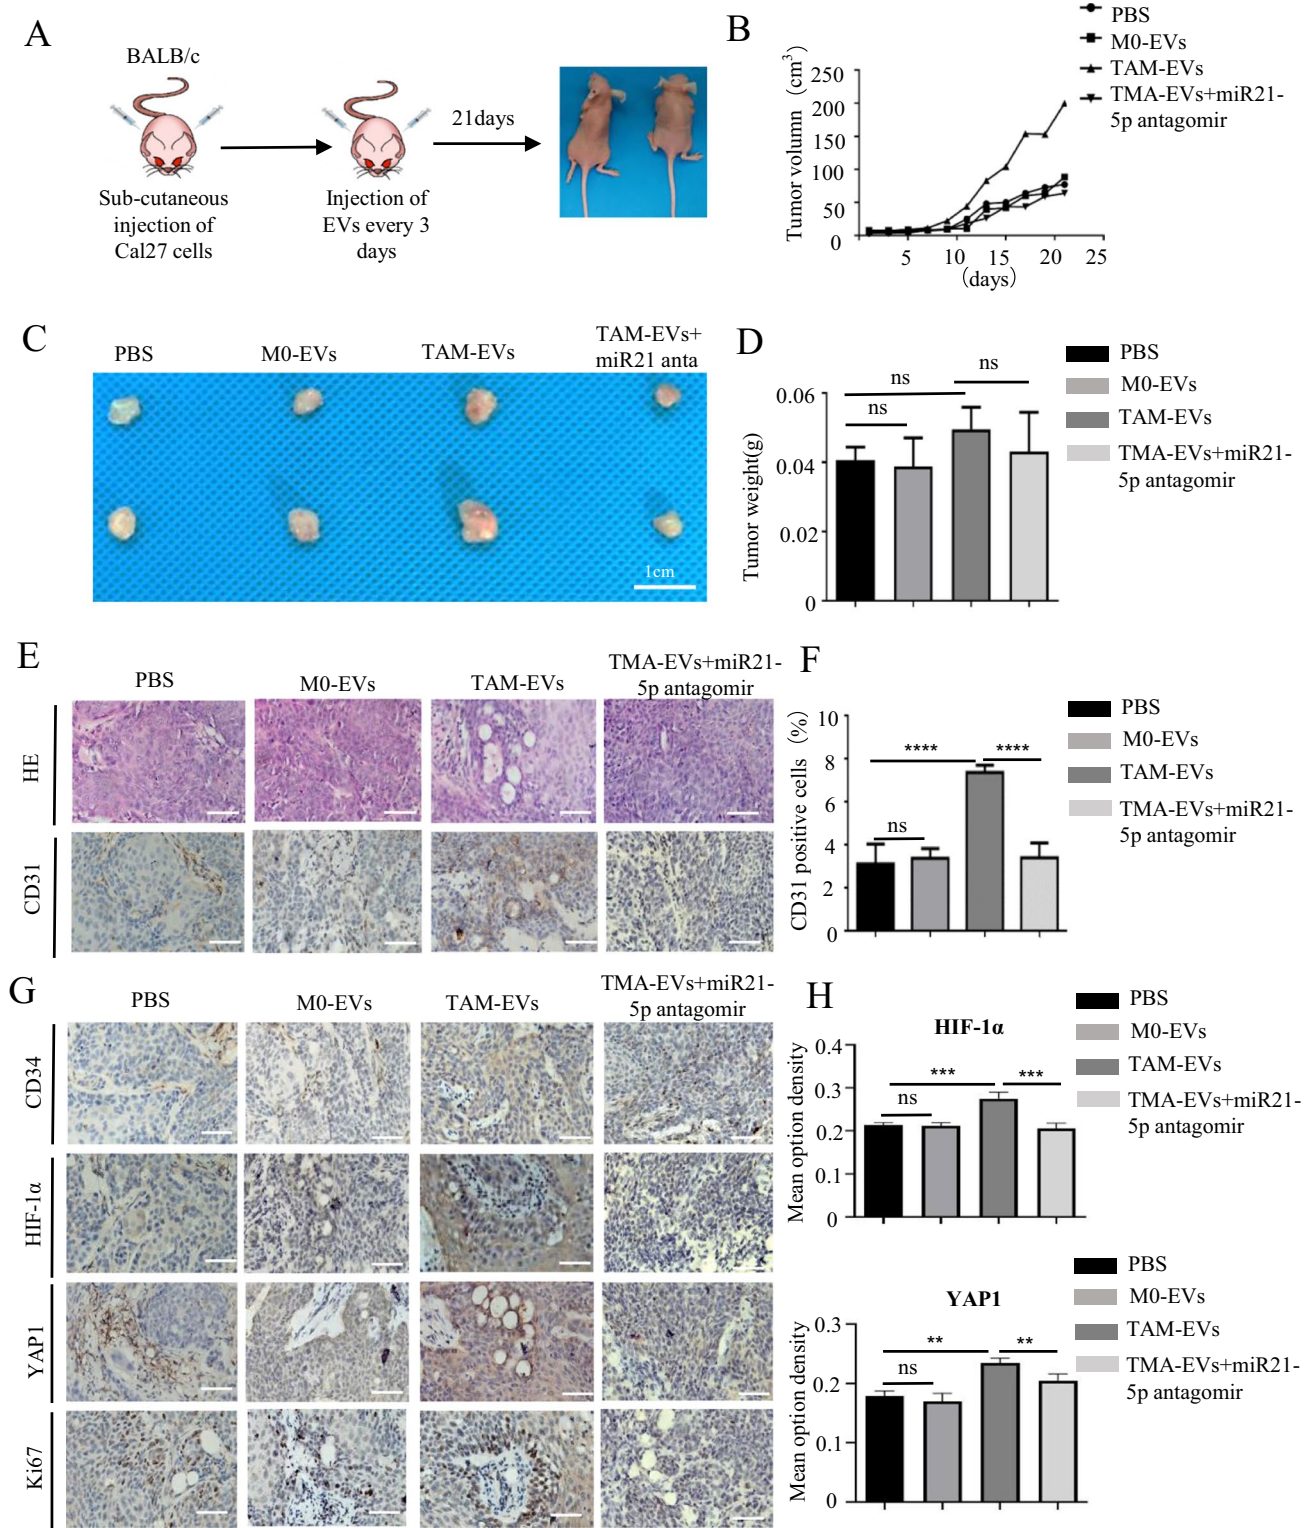 A
BALB/c
21days
Sub-cutaneous
injection of
Cal27 cells
Injection of
EVs every 3
days
B
PBS
M0-EVs
TAM-EVs
TMA-EVs+miR21-
5p antagomir
Tumor volumn (cm³)
250
200
150
100
50
0
5
10
15
20
25
(days)
C
PBS
M0-EVs
TAM-EVs
TAM-EVs+
miR21 anta
1cm
D
PBS
M0-EVs
TAM-EVs
TMA-EVs+miR21-
5p antagomir
ns
ns
ns
Tumor weight(g)
0.06
0.04
0.02
0
E
PBS
M0-EVs
TAM-EVs
TMA-EVs+miR21-
5p antagomir
HE
CD31
F
PBS
M0-EVs
TAM-EVs
TMA-EVs+miR21-
5p antagomir
CD31 positive cells (%)
10
8
6
4
2
0
****
****
ns
G
PBS
M0-EVs
TAM-EVs
TMA-EVs+miR21-
5p antagomir
CD34
HIF-1α
YAP1
Ki67
H
HIF-1α
PBS
M0-EVs
TAM-EVs
TMA-EVs+miR21-
5p antagomir
Mean option density
0.4
0.3
0.2
0.1
0
***
***
ns
YAP1
PBS
M0-EVs
TAM-EVs
TMA-EVs+miR21-
5p antagomir
Mean option density
0.3
0.2
0.1
0
**
**
ns